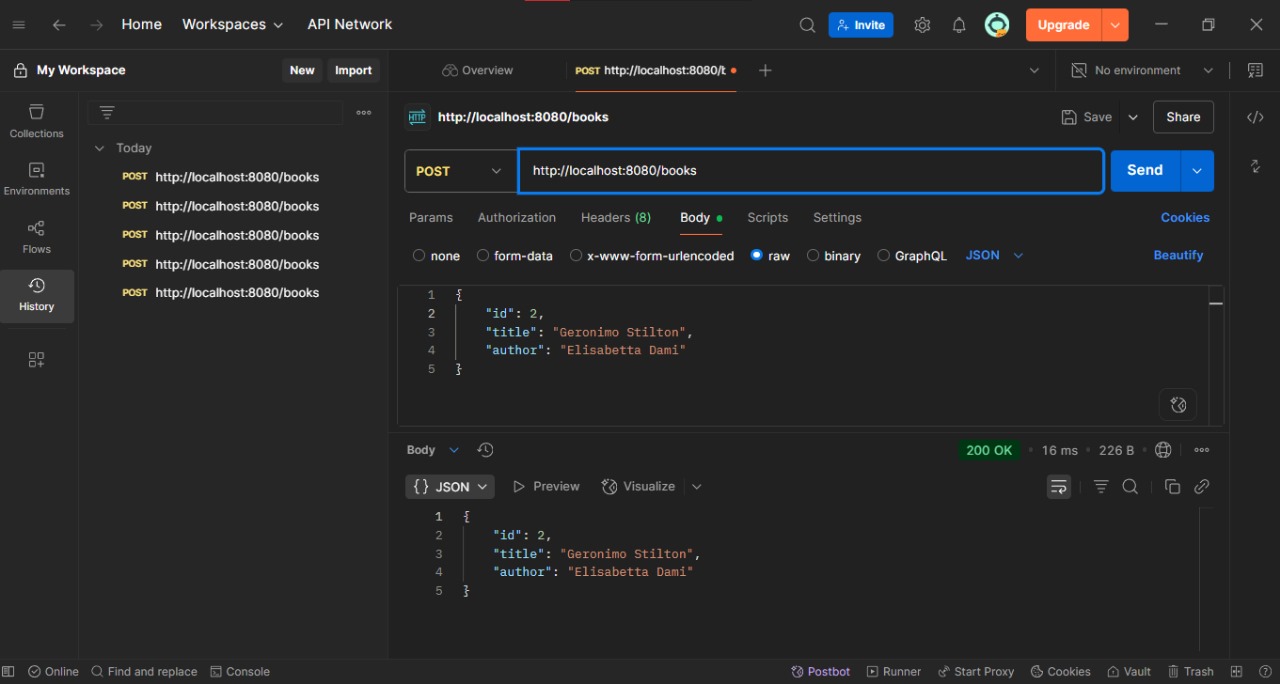 Home Workspaces API Network Invite Upgrade
My Workspace New Import Overview POST http://localhost:8080/t No environment
Collections
Environments
Flows
History
Today
POST http://localhost:8080/books
POST http://localhost:8080/books
POST http://localhost:8080/books
POST http://localhost:8080/books
POST http://localhost:8080/books
HTTP http://localhost:8080/books Save Share
POST http://localhost:8080/books Send
Params Authorization Headers (8) Body Scripts Settings Cookies
none form-data x-www-form-urlencoded raw binary GraphQL JSON Beautify
1 {
2 "id": 2,
3 "title": "Geronimo Stilton",
4 "author": "Elisabetta Dami"
5 }
Body 200 OK 16 ms 226 B
{} JSON Preview Visualize
1 {
2 "id": 2,
3 "title": "Geronimo Stilton",
4 "author": "Elisabetta Dami"
5 }
Online Find and replace Console Postbot Runner Start Proxy Cookies Vault Trash